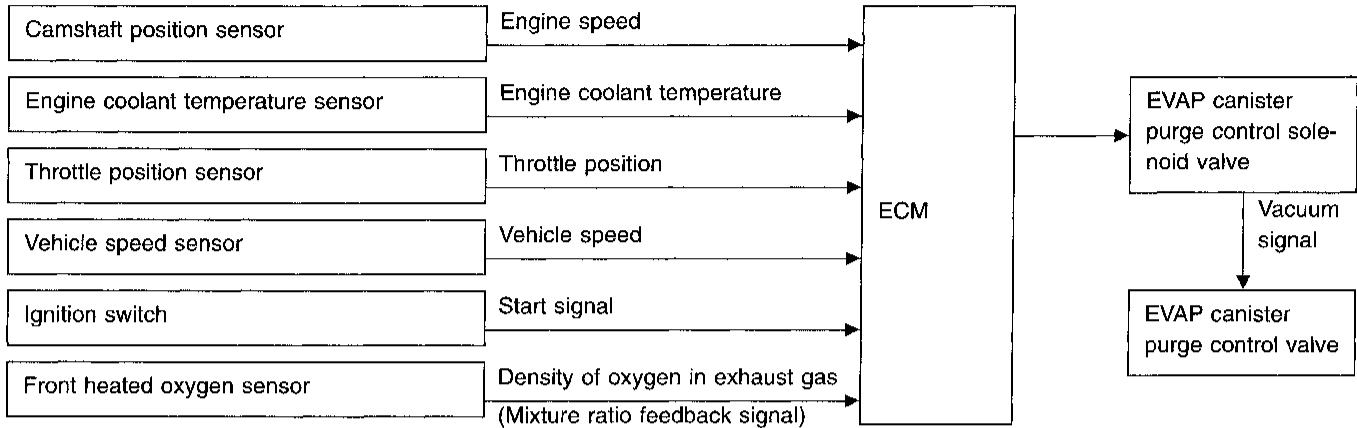 Camshaft position sensor
Engine speed
Engine coolant temperature sensor
Engine coolant temperature
Throttle position sensor
Throttle position
Vehicle speed sensor
Vehicle speed
Ignition switch
Start signal
Front heated oxygen sensor
Density of oxygen in exhaust gas
(Mixture ratio feedback signal)
ECM
EVAP canister
purge control sole-
noid valve
Vacuum
signal
EVAP canister
purge control valve